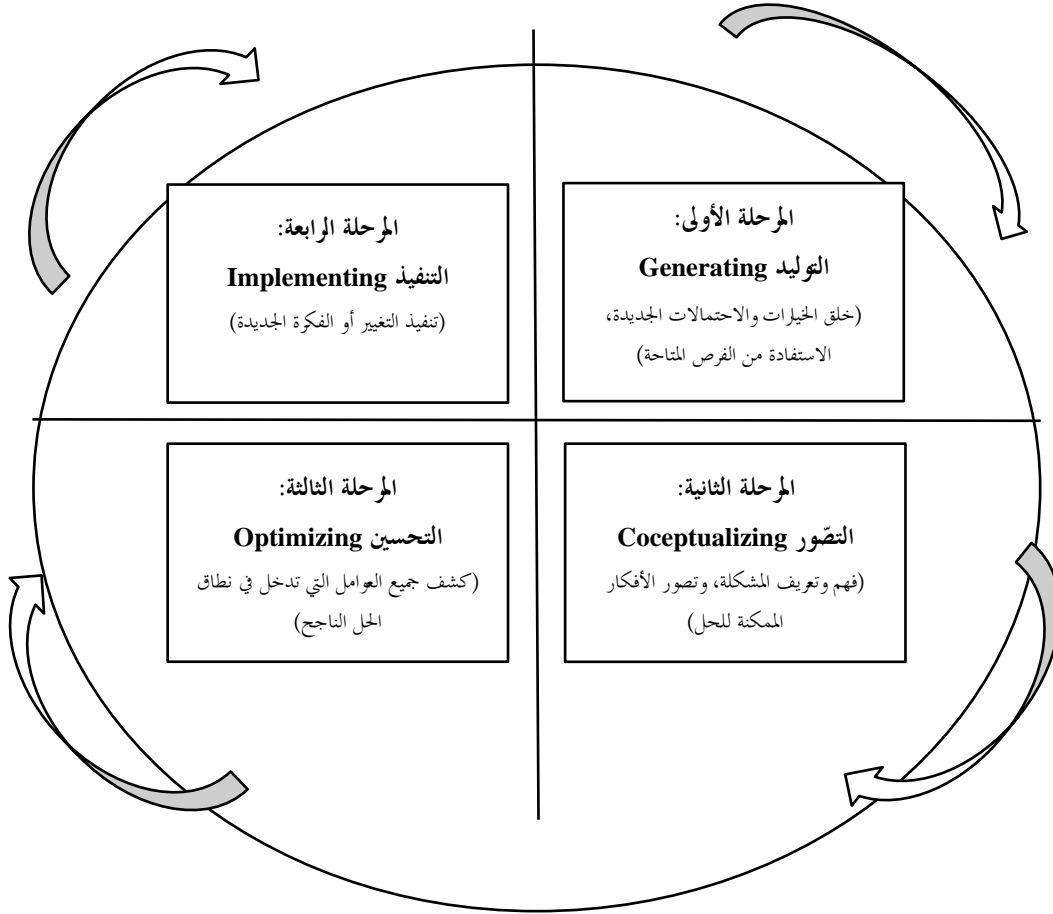 المرحلة الأولى:
التوليد Generating
(خلق الخيارات والاحتمالات الجديدة،
الاستفادة من الفرص المتاحة)
المرحلة الثانية:
التصّور Coceptualizing
(فهم وتعريف المشكلة، وتصور الأفكار
الممكنة للحل)
المرحلة الثالثة:
التحسين Optimizing
(كشف جميع العوامل التي تدخل في نطاق
الحل الناجح)
المرحلة الرابعة:
التنفيذ Implementing
(تنفيذ التغيير أو الفكرة الجديدة)